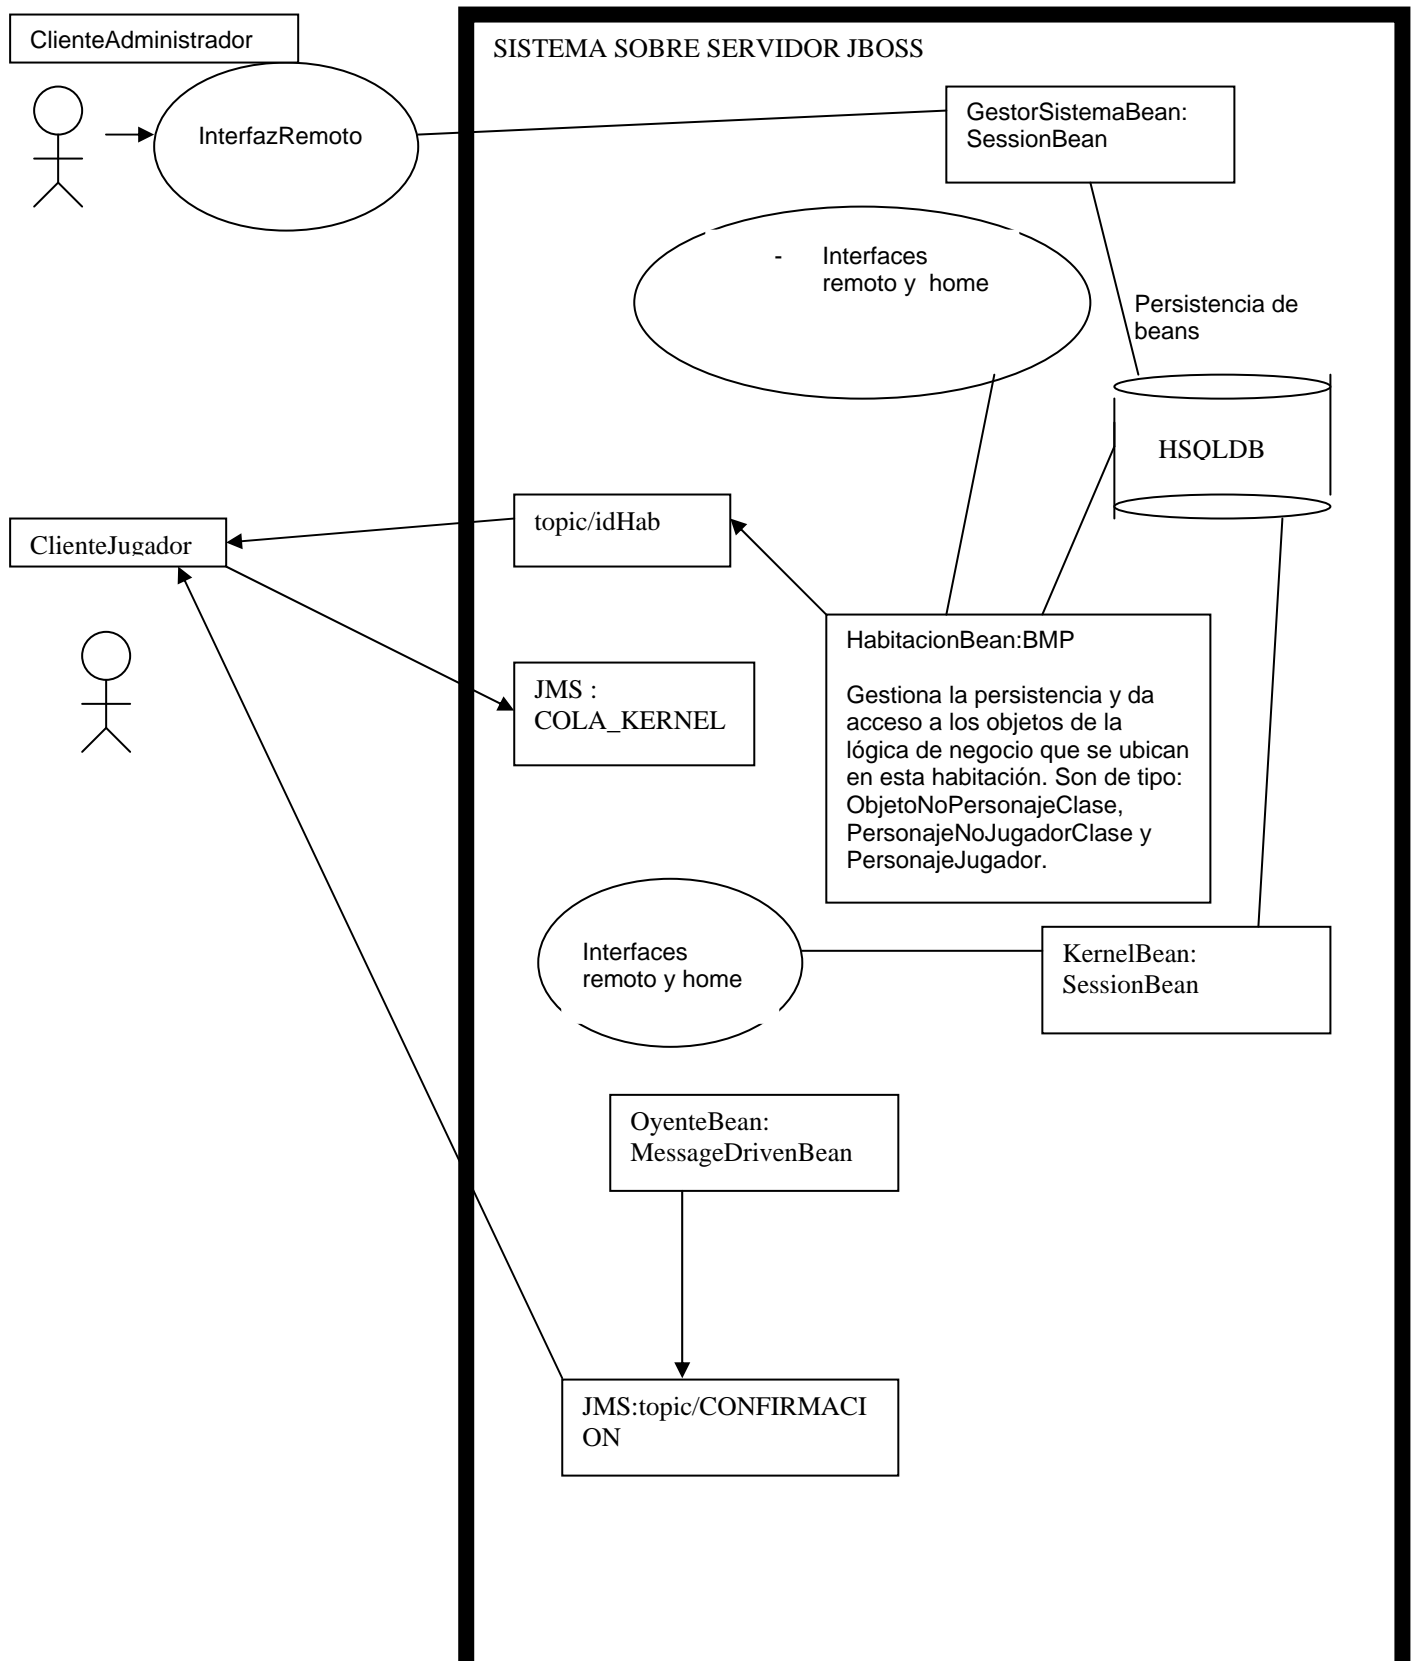 ClienteAdministrador
SISTEMA SOBRE SERVIDOR JBOSS
InterfazRemoto
GestorSistemaBean:
SessionBean
- Interfaces
remoto y home
Persistencia de
beans
HSQLDB
topic/idHab
ClienteJugador
HabitacionBean:BMP
Gestiona la persistencia y da
acceso a los objetos de la
lógica de negocio que se ubican
en esta habitación. Son de tipo:
ObjetoNoPersonajeClase,
PersonajeNoJugadorClase y
PersonajeJugador.
JMS :
COLA_KERNEL
Interfaces
remoto y home
KernelBean:
SessionBean
OyenteBean:
MessageDrivenBean
JMS:topic/CONFIRMACI
ON